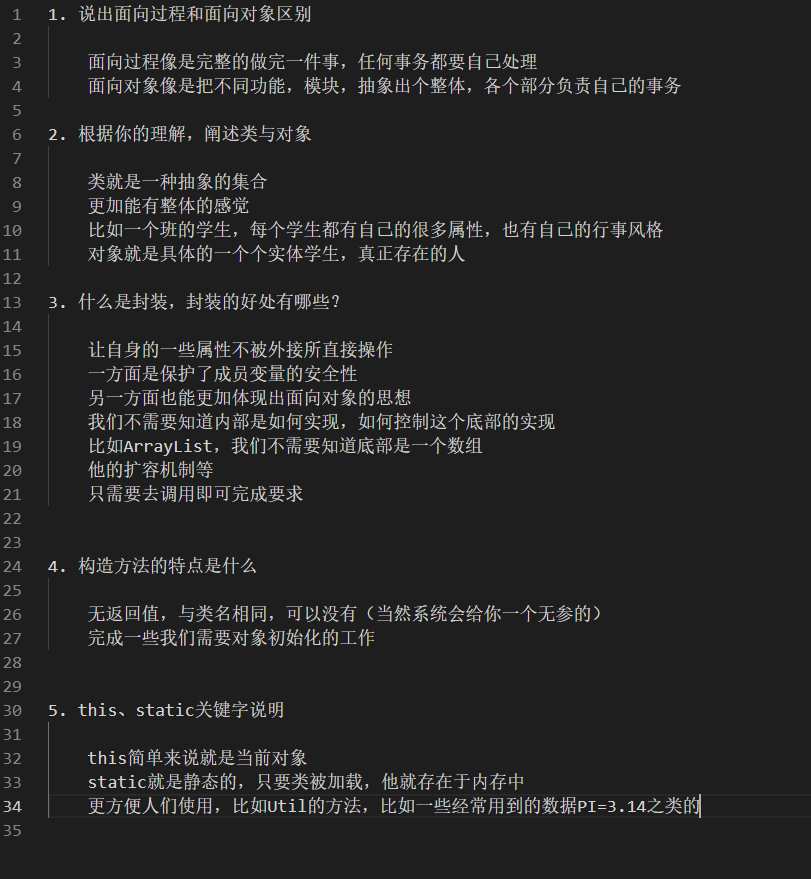 1 1. 说出面向过程和面向对象区别
2
3 面向过程像是完整的做完一件事，任何事务都要自己处理
4 面向对象像是把不同功能，模块，抽象出个整体，各个部分负责自己的事务
5
6 2. 根据你的理解，阐述类与对象
7
8 类就是一种抽象的集合
9 更加能有整体的感觉
10 比如一个班的学生，每个学生都有自己的很多属性，也有自己的行事风格
11 对象就是具体的一个个实体学生，真正存在的人
12
13 3. 什么是封装，封装的好处有哪些？
14
15 让自身的一些属性不被外接所直接操作
16 一方面是保护了成员变量的安全性
17 另一方面也能更加体现出面向对象的思想
18 我们不需要知道内部是如何实现，如何控制这个底部的实现
19 比如ArrayList，我们不需要知道底部是一个数组
20 他的扩容机制等
21 只需要去调用即可完成要求
22
23
24 4. 构造方法的特点是什么
25
26 无返回值，与类名相同，可以没有（当然系统会给你一个无参的）
27 完成一些我们需要对象初始化的工作
28
29
30 5. this、static关键字说明
31
32 this简单来说就是当前对象
33 static就是静态的，只要类被加载，他就存在于内存中
34 更方便人们使用，比如Util的方法，比如一些经常用到的数据PI=3.14之类的
35